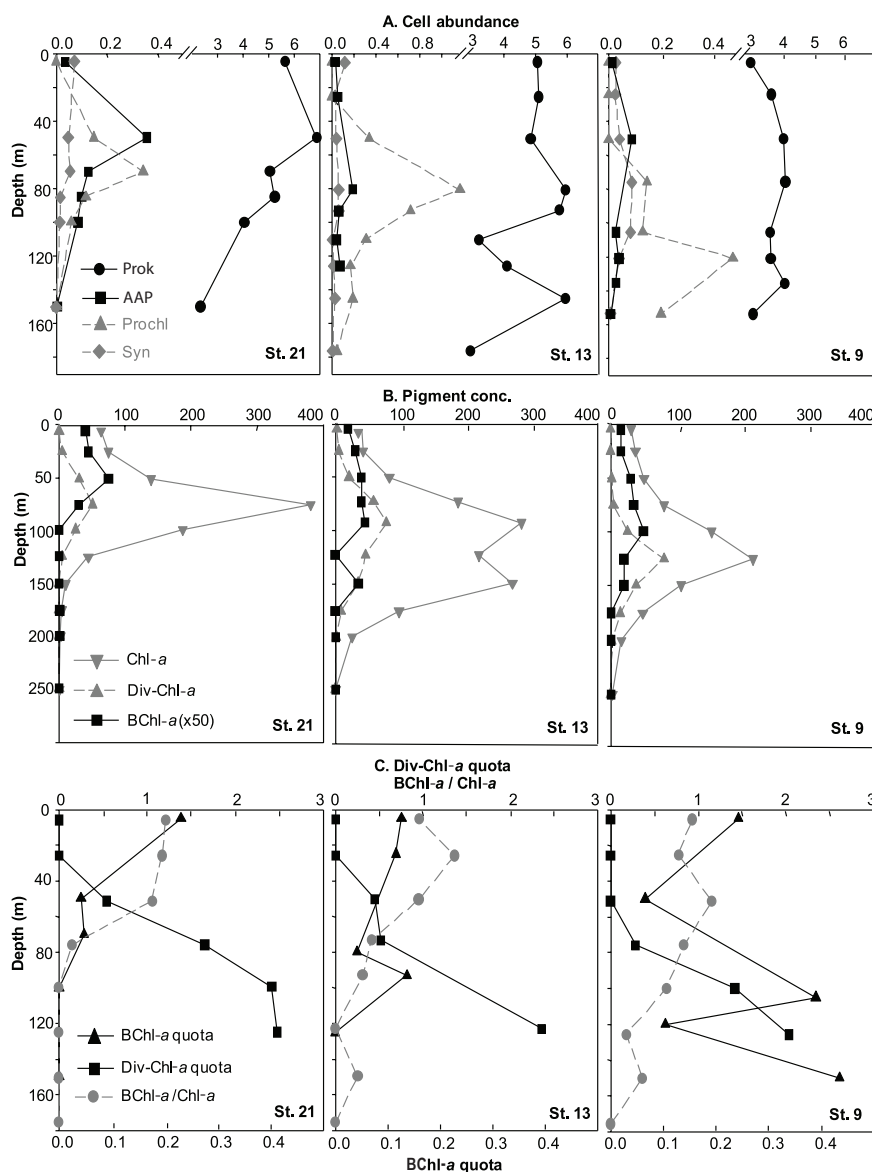 A. Cell abundance
0.0 0.2 // 4 5 6 0.0 0.4 // 3 5 6 0.0 0.2 0.4 // 3 4 5 6
0
40
80
120
160
Depth (m)
Prok
AAP
Prochl
Syn
St. 21 St. 13 St. 9
B. Pigment conc.
0 100 200 300 400 0 100 200 300 400 0 100 200 300 400
0
50
100
150
200
250
Depth (m)
Chl-a
Div-Chl-a
BChl-a (x50)
St. 21 St. 13 St. 9
C. Div-Chl-a quota
BChl-a / Chl-a
0 1 2 3 0 1 2 3 0 1 2 3
0
40
80
120
160
Depth (m)
BChl-a quota
Div-Chl-a quota
BChl-a /Chl-a
St. 21 St. 13 St. 9
0.0 0.1 0.2 0.3 0.4 0.0 0.1 0.2 0.3 0.4 0.0 0.1 0.2 0.3 0.4
BChl-a quota